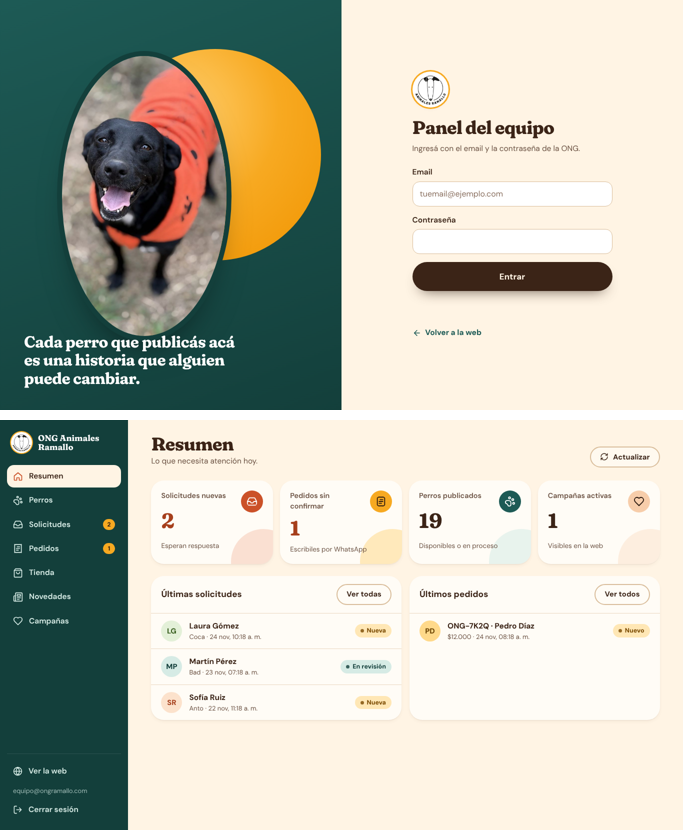 ANIMALES RAMALLO
Panel del equipo
Ingresá con el email y la contraseña de la ONG.
Email
tuemail@ejemplo.com
Contraseña
Entrar
← Volver a la web
Cada perro que publicás acá
es una historia que alguien
puede cambiar.
ONG Animales
Ramallo
Resumen
Perros
Solicitudes 2
Pedidos 1
Tienda
Novedades
Campañas
Ver la web
equipo@ongramallo.com
Cerrar sesión
Resumen
Lo que necesita atención hoy.
Actualizar
Solicitudes nuevas
2
Esperan respuesta
Pedidos sin
confirmar
1
Escribiles por WhatsApp
Perros publicados
19
Disponibles o en proceso
Campañas activas
1
Visibles en la web
Últimas solicitudes
Ver todas
LG
Laura Gómez
Coca · 24 nov, 10:18 a. m.
Nueva
MP
Martín Pérez
Bad · 23 nov, 07:18 a. m.
En revisión
SR
Sofía Ruiz
Anto · 22 nov, 11:18 a. m.
Nueva
Últimos pedidos
Ver todos
PD
ONG-7K2Q · Pedro Díaz
$12.000 · 24 nov, 08:18 a. m.
Nuevo